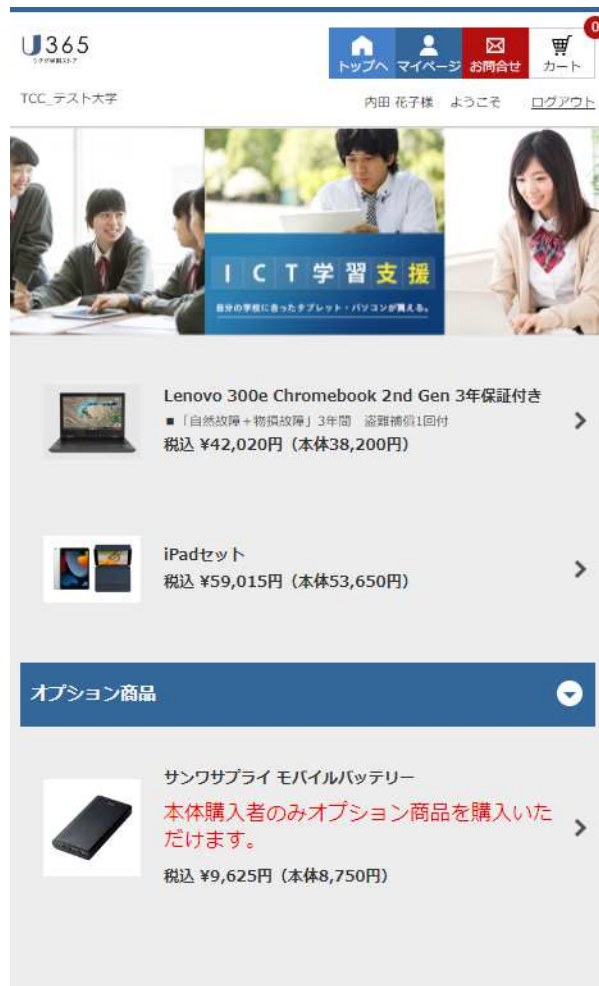 U365
ウチダ専用ストア
トップへ
マイページ
お問合せ
カート
0
TCC_テスト大学
内田 花子様 ようこそ ログアウト
ICT学習支援
自分の学校に合ったタブレット・パソコンが買える。
Lenovo 300e Chromebook 2nd Gen 3年保証付き
■「自然故障+物損故障」3年間 盗難補償1回付
税込 ¥42,020円（本体38,200円）
iPadセット
税込 ¥59,015円（本体53,650円）
オプション商品
サンワサプライ モバイルバッテリー
本体購入者のみオプション商品を購入いた
だけます。
税込 ¥9,625円（本体8,750円）